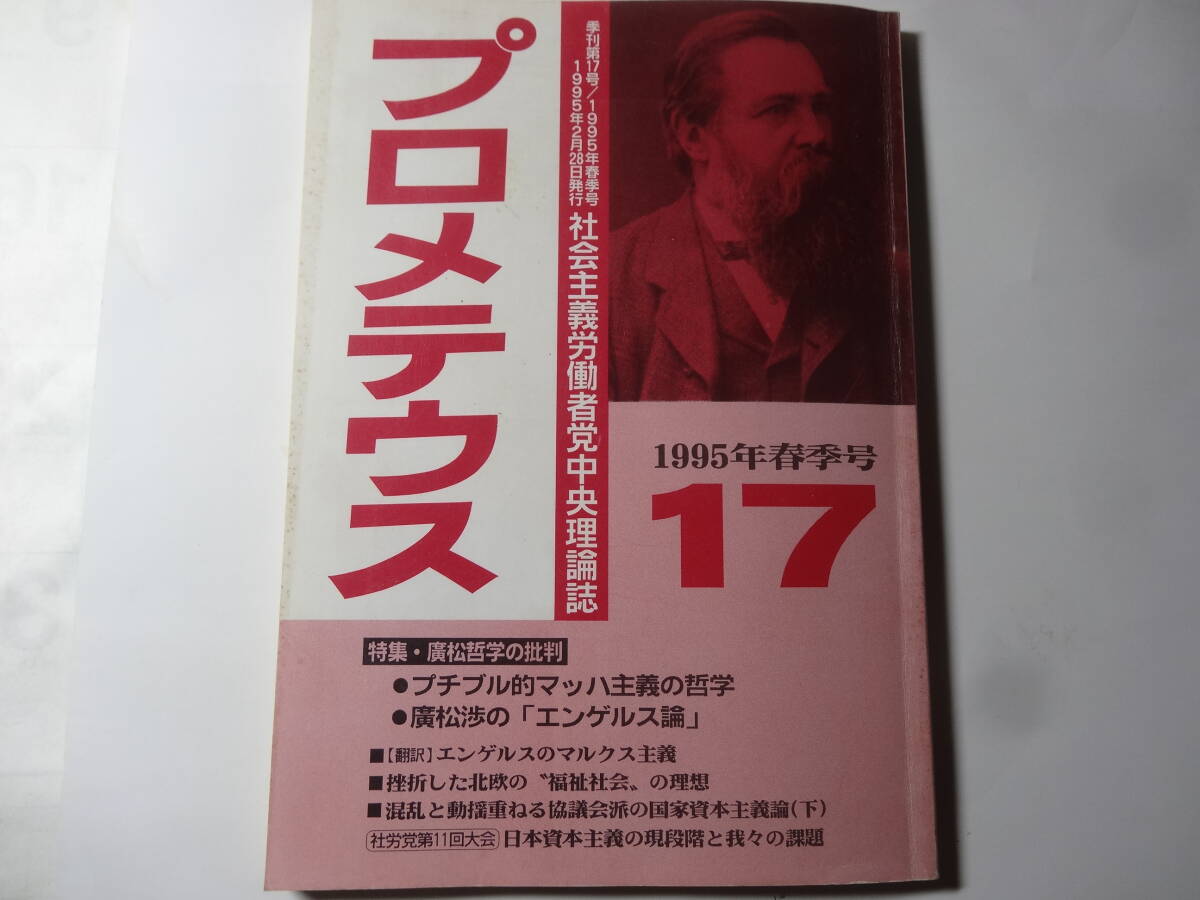 プロメテウス
季刊第17号／1995年春季号
1995年2月28日発行
社会主義労働者党中央理論誌
1995年春季号
17
特集・廣松哲学の批判
●プチブル的マッハ主義の哲学
●廣松渉の「エンゲルス論」
■【翻訳】エンゲルスのマルクス主義
■挫折した北欧の〝福祉社会〟の理想
■混乱と動揺重ねる協議会派の国家資本主義論（下）
社労党第11回大会 日本資本主義の現段階と我々の課題